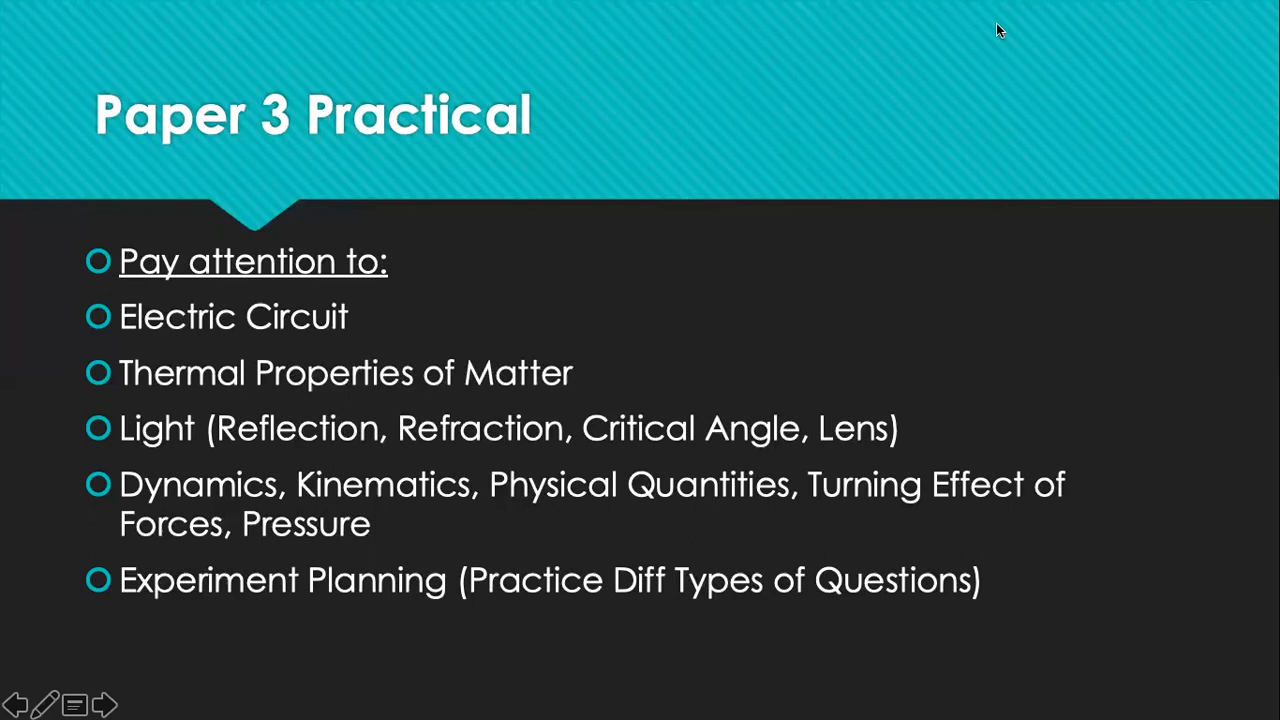 Paper 3 Practical
Pay attention to:
Electric Circuit
Thermal Properties of Matter
Light (Reflection, Refraction, Critical Angle, Lens)
Dynamics, Kinematics, Physical Quantities, Turning Effect of
Forces, Pressure
Experiment Planning (Practice Diff Types of Questions)